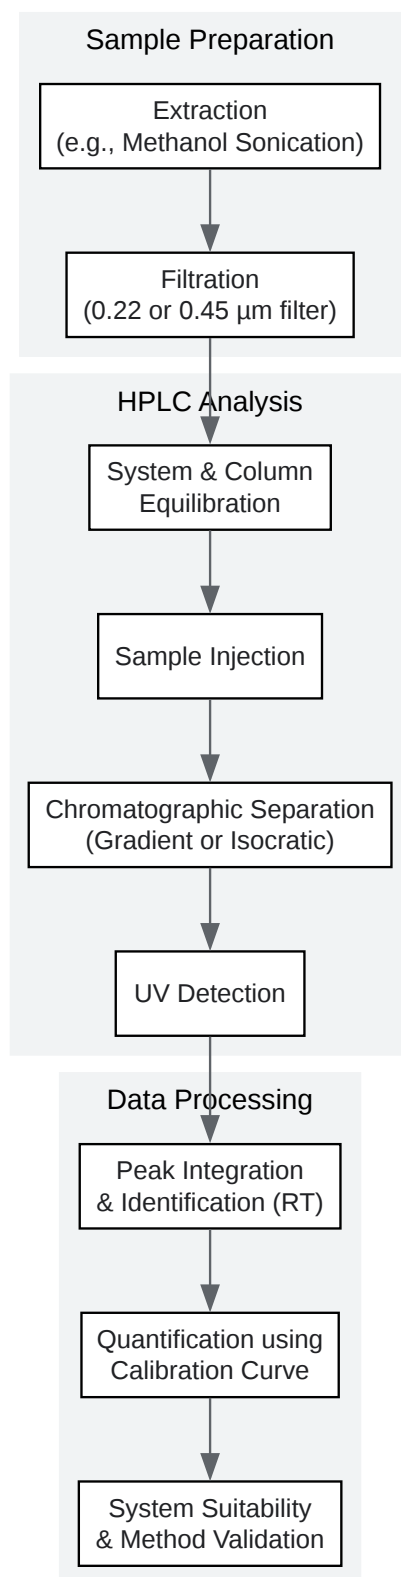 Sample Preparation
Extraction
(e.g., Methanol Sonication)
Filtration
(0.22 or 0.45 µm filter)
HPLC Analysis
System & Column
Equilibration
Sample Injection
Chromatographic Separation
(Gradient or Isocratic)
UV Detection
Data Processing
Peak Integration
& Identification (RT)
Quantification using
Calibration Curve
System Suitability
& Method Validation